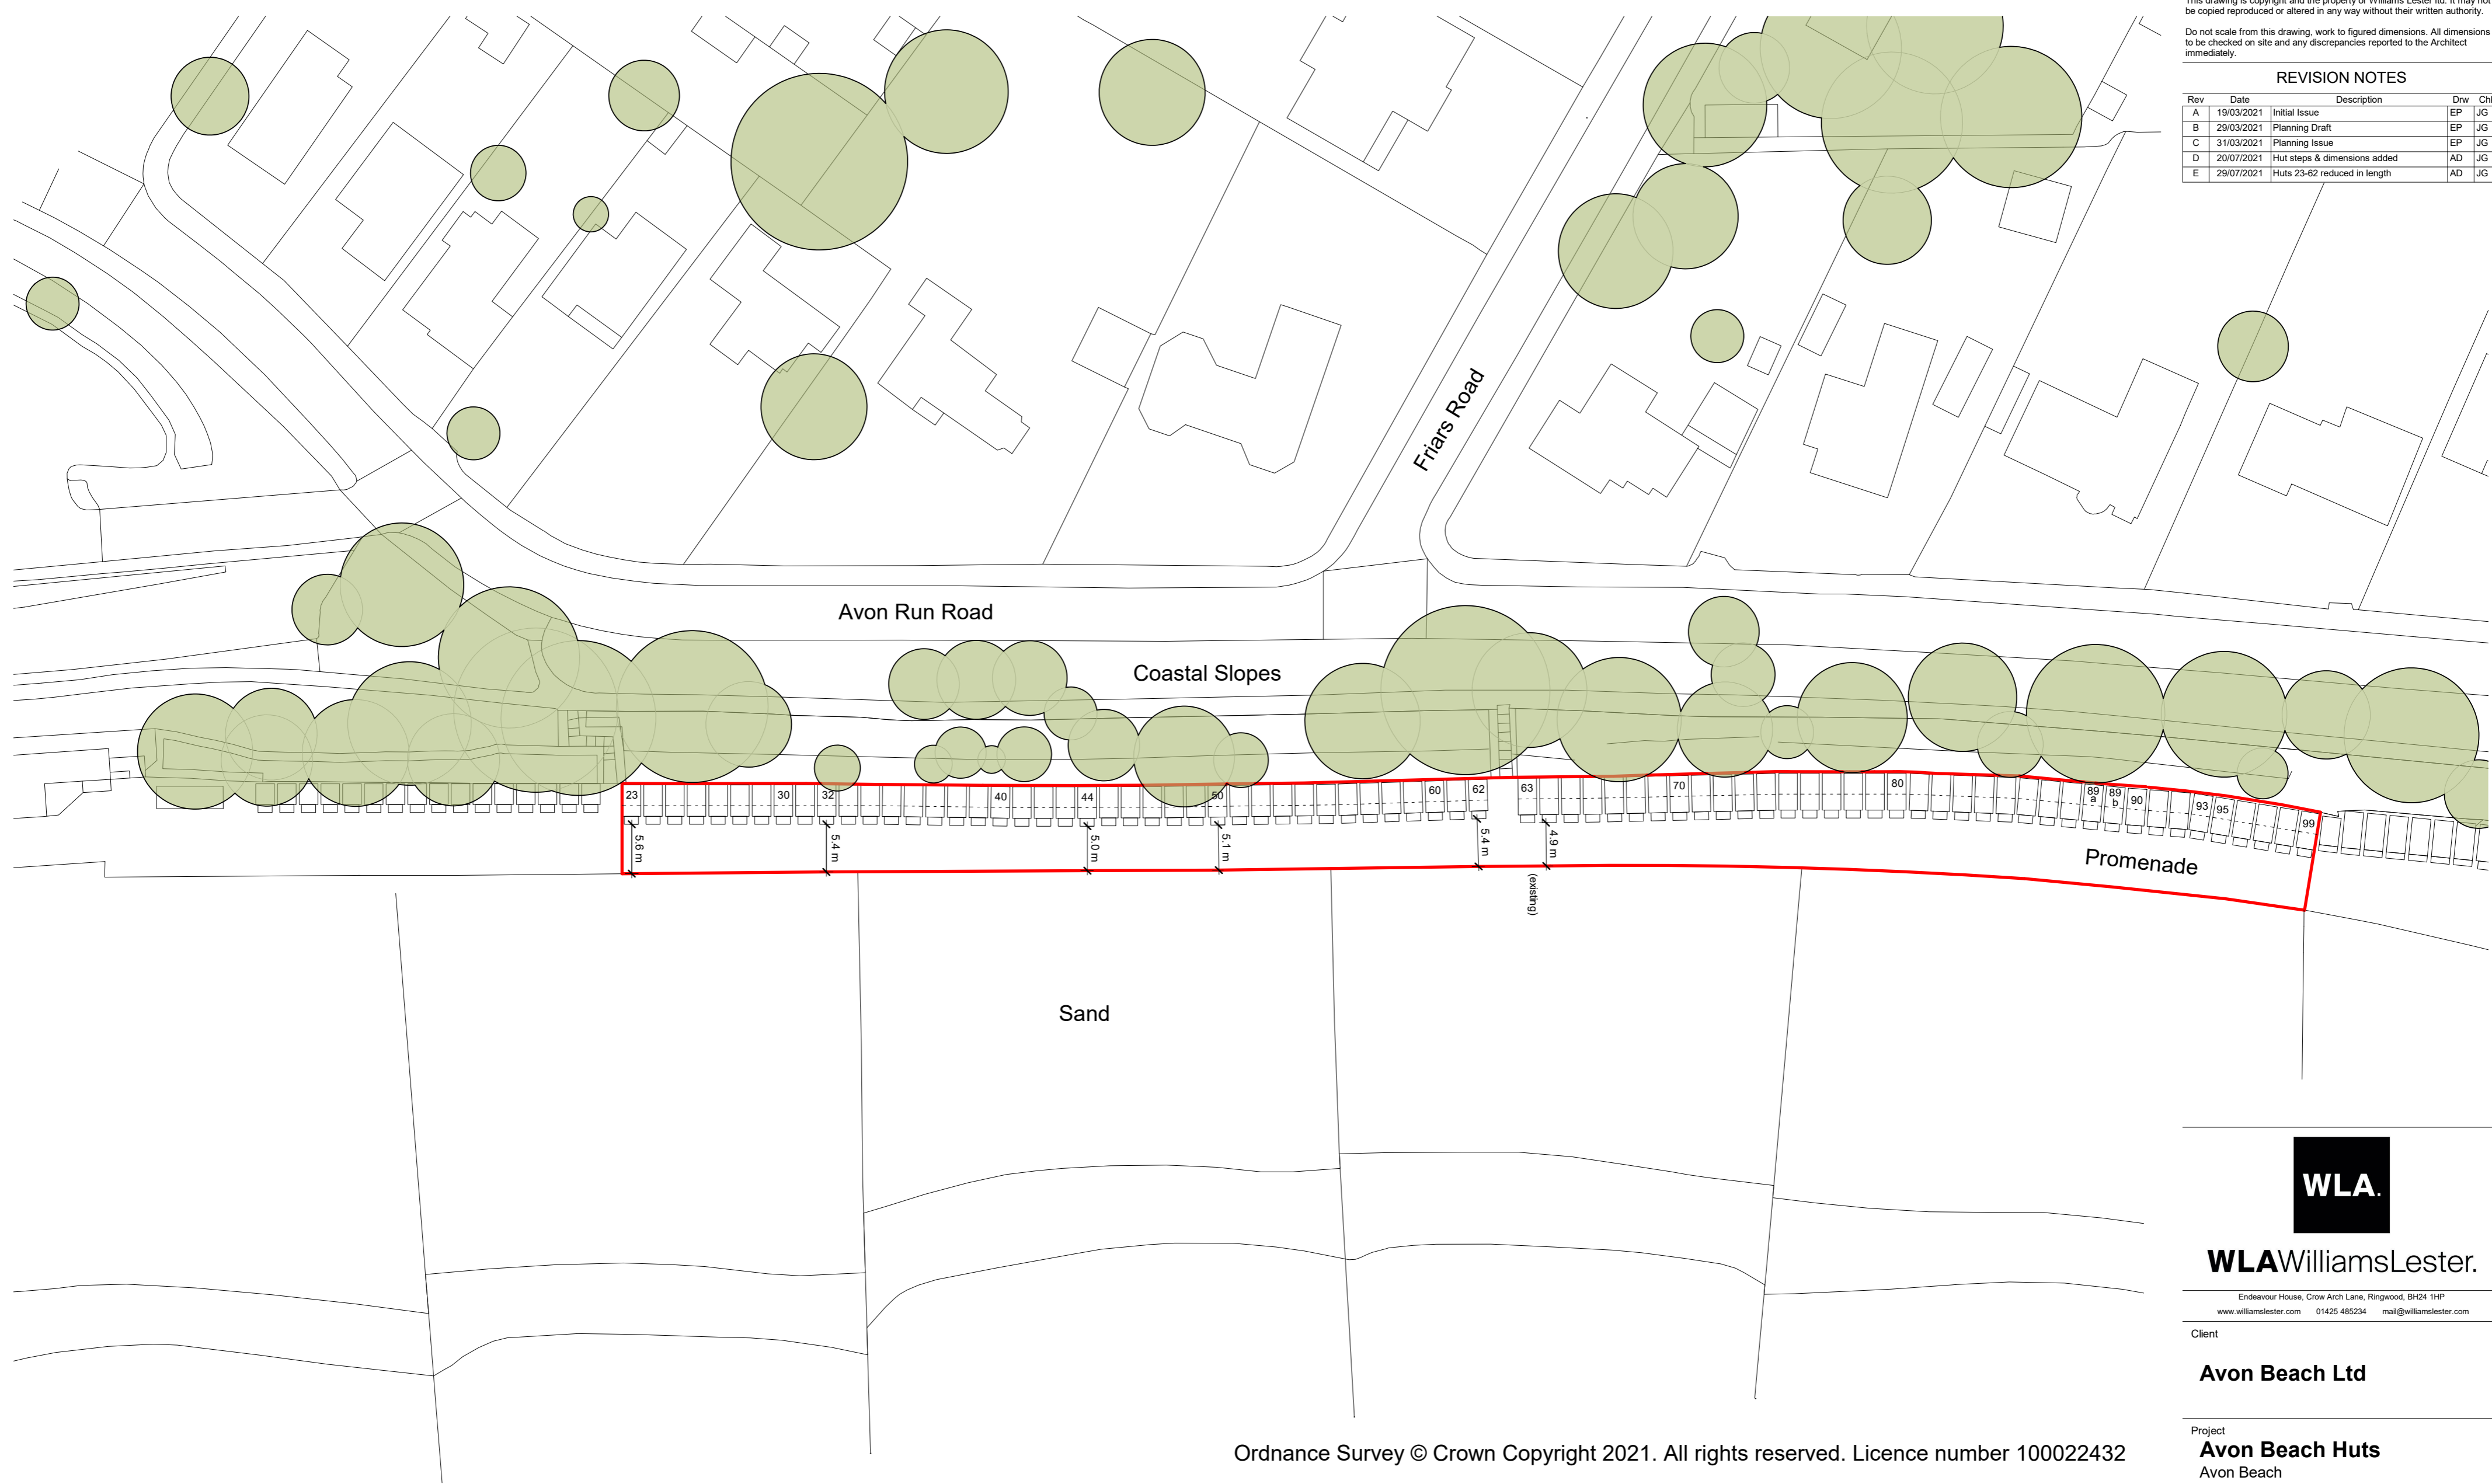 This drawing is copyright and the property of Williams Lester ltd. It may not
be copied reproduced or altered in any way without their written authority.
Do not scale from this drawing, work to figured dimensions. All dimensions
to be checked on site and any discrepancies reported to the Architect
immediately.
REVISION NOTES
Rev Date Description Drw
A 19/03/2021 Initial Issue EP JG
B 29/03/2021 Planning Draft EP JG
C 31/03/2021 Planning Issue EP JG
D 20/07/2021 Hut steps & dimensions added AD JG
E 29/07/2021 Huts 23-62 reduced in length AD JG
Friars Road
Avon Run Road
Coastal Slopes
23 30 32 40 44 50 60 62 63 70 80 89 a 89 b 90 93 95 99
5.6 m
5.4 m
5.0 m
5.1 m
5.4 m
4.9 m
(existing)
Promenade
Sand
WLA.
WLAWilliamsLester.
Endeavour House, Crow Arch Lane, Ringwood, BH24 1HP
www.williamslester.com 01425 485234 mail@williamslester.com
Client
Avon Beach Ltd
Project
Avon Beach Huts
Avon Beach
Ordnance Survey © Crown Copyright 2021. All rights reserved. Licence number 100022432